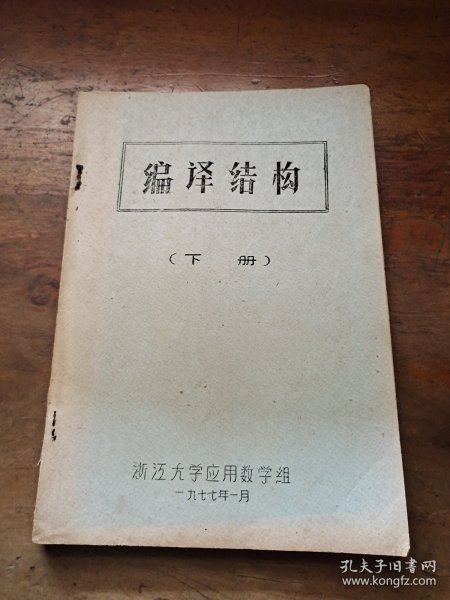 编译结构
（下 册）
浙江大学应用数学组
一九七七年一月
孔夫子旧书网
www.kongfz.com